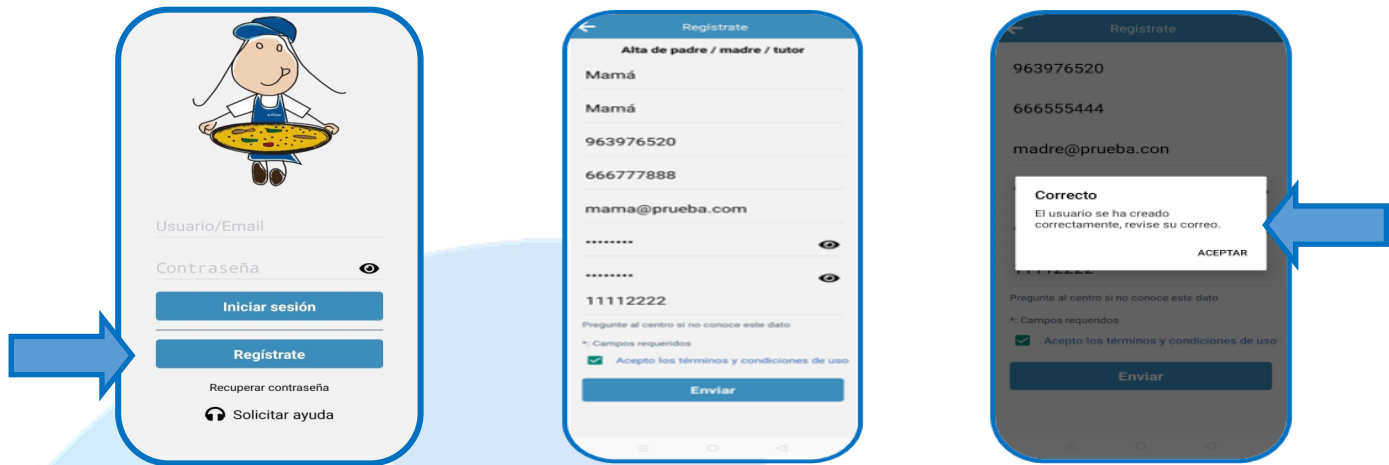 Usuario/Email
Contraseña
Iniciar sesión
Regístrate
Recuperar contraseña
Solicitar ayuda
Regístrate
Alta de padre / madre / tutor
Mamá
Mamá
963976520
666777888
mama@prueba.com
••••••••
••••••••
11112222
Pregunte al centro si no conoce este dato
*: Campos requeridos
Acepto los términos y condiciones de uso
Enviar
Regístrate
963976520
666555444
madre@prueba.con
Correcto
El usuario se ha creado
correctamente, revise su correo.
ACEPTAR
11112222
Pregunte al centro si no conoce este dato
*: Campos requeridos
Acepto los términos y condiciones de uso
Enviar